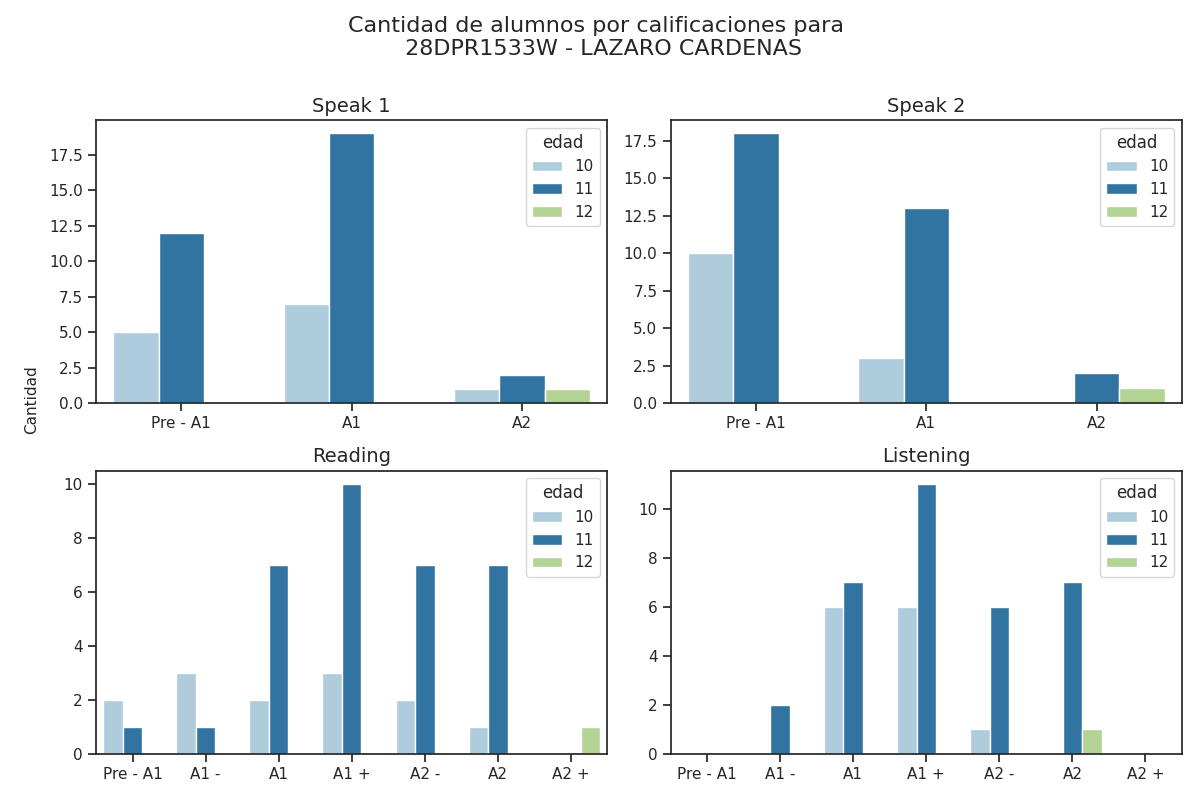 Cantidad de alumnos por calificaciones para
28DPR1533W - LAZARO CARDENAS
Speak 1
17.5
15.0
12.5
10.0
7.5
5.0
2.5
0.0
Pre - A1 A1 A2
edad
10
11
12
Speak 2
17.5
15.0
12.5
10.0
7.5
5.0
2.5
0.0
Pre - A1 A1 A2
edad
10
11
12
Cantidad
Reading
10
8
6
4
2
0
Pre - A1 A1 - A1 A1 + A2 - A2 A2 +
edad
10
11
12
Listening
10
8
6
4
2
0
Pre - A1 A1 - A1 A1 + A2 - A2 A2 +
edad
10
11
12